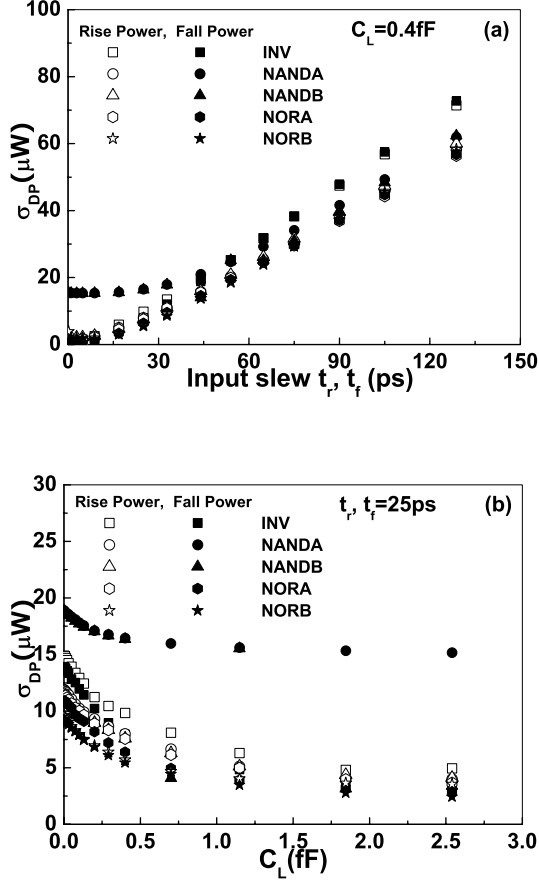 Rise Power, Fall Power
C_L=0.4fF
(a)
INV
NANDA
NANDB
NORA
NORB
100
80
60
40
20
0
σ_DP(μW)
0 30 60 90 120 150
Input slew t_r, t_f (ps)
30
25
20
15
10
5
0
σ_DP(μW)
Rise Power, Fall Power
t_r, t_f=25ps
(b)
INV
NANDA
NANDB
NORA
NORB
0.0 0.5 1.0 1.5 2.0 2.5 3.0
C_L(fF)